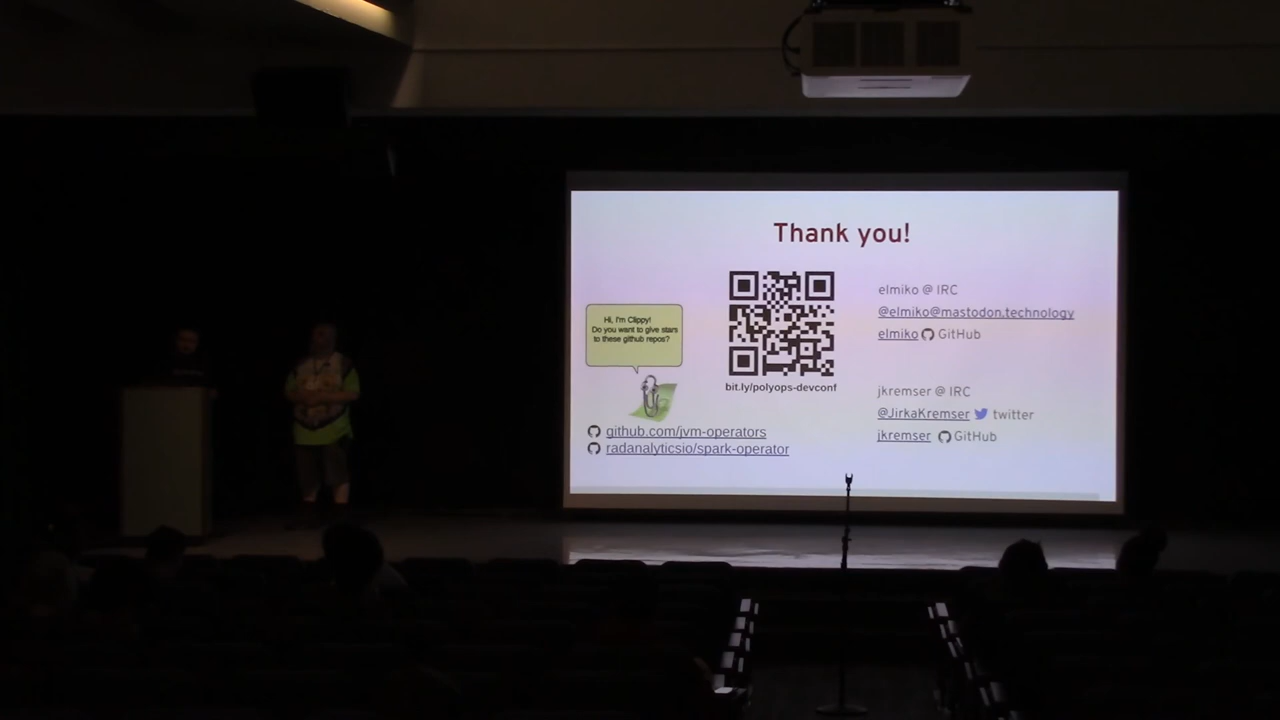 Thank you!
Hi, I'm Clippy!
Do you want to give stars
to these github repos?
github.com/jvm-operators
radanalyticsio/spark-operator
bit.ly/polyops-devconf
elmiko @ IRC
@elmiko@mastodon.technology
elmiko GitHub
jkremser @ IRC
@JirkaKremser twitter
jkremser GitHub